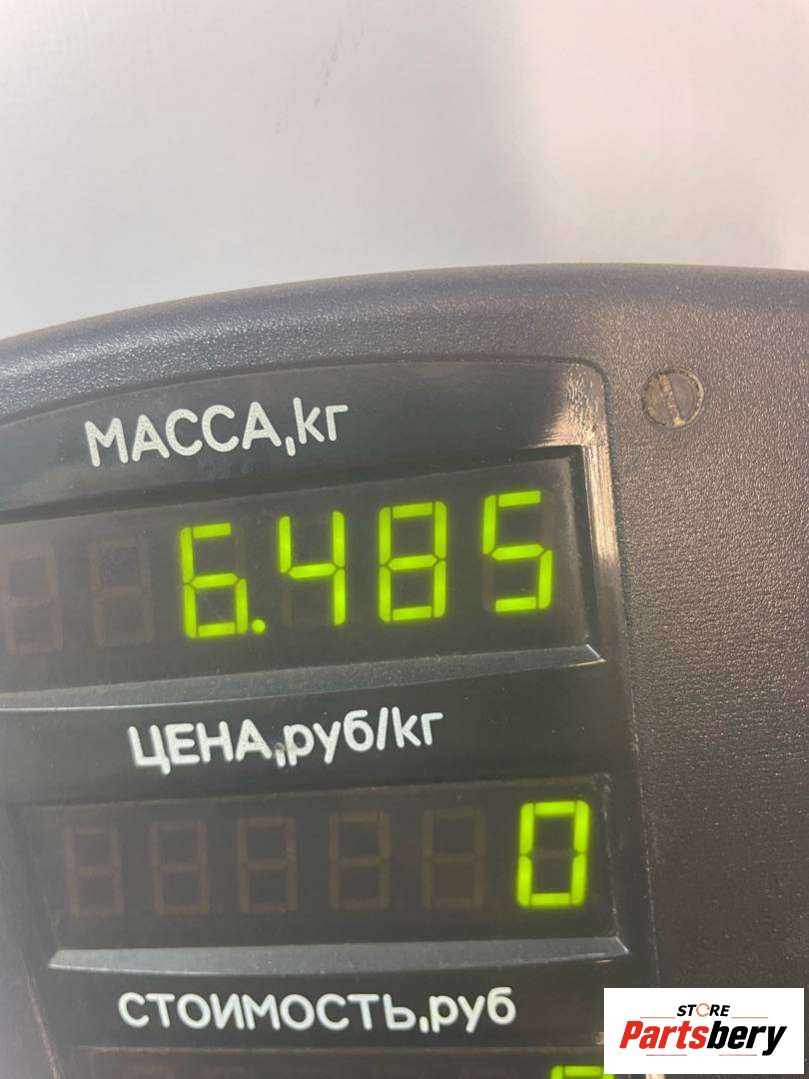 МАССА,кг
6.485
ЦЕНА,руб/кг
0
СТОИМОСТЬ,руб
STORE
Partsbery